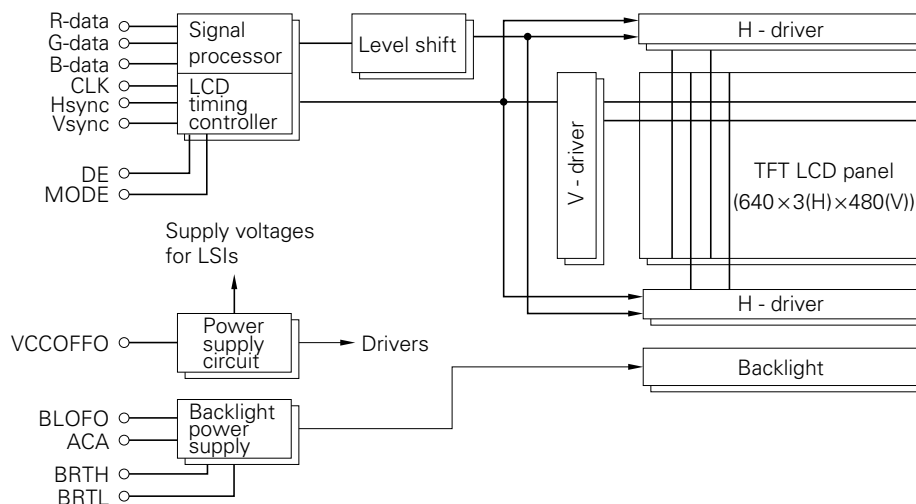 R-data
G-data
B-data
CLK
Hsync
Vsync
DE
MODE
Signal
processor
LCD
timing
controller
Level shift
H - driver
V - driver
TFT LCD panel
(640×3(H)×480(V))
H - driver
Supply voltages
for LSIs
VCCOFFO
Power
supply
circuit
Drivers
Backlight
BLOFO
ACA
BRTH
BRTL
Backlight
power
supply